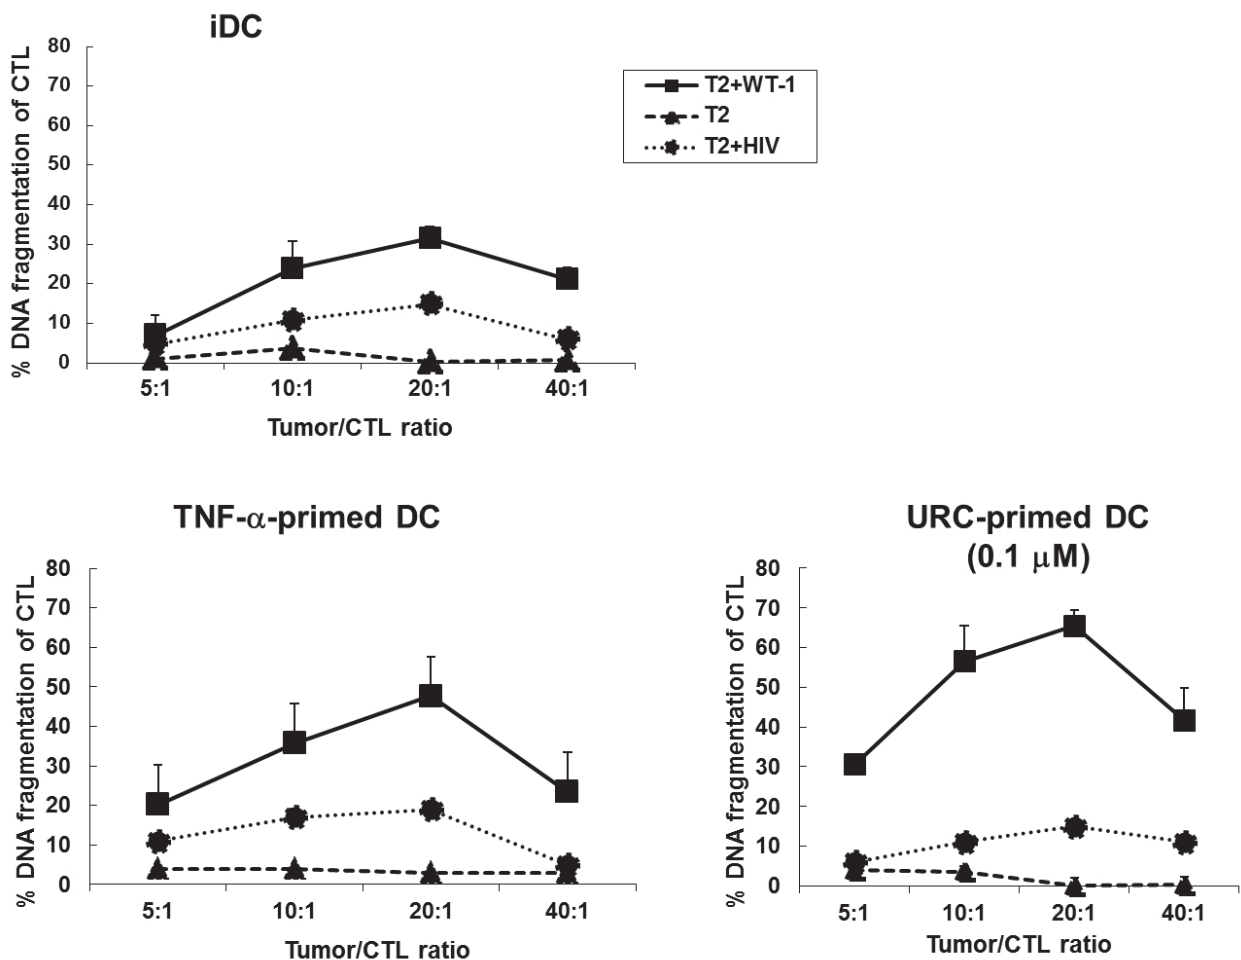 iDC
% DNA fragmentation of CTL
80
70
60
50
40
30
20
10
0
5:1 10:1 20:1 40:1
Tumor/CTL ratio
T2+WT-1
T2
T2+HIV
TNF-α-primed DC
% DNA fragmentation of CTL
80
70
60
50
40
30
20
10
0
5:1 10:1 20:1 40:1
Tumor/CTL ratio
URC-primed DC
(0.1 μM)
% DNA fragmentation of CTL
80
70
60
50
40
30
20
10
0
5:1 10:1 20:1 40:1
Tumor/CTL ratio